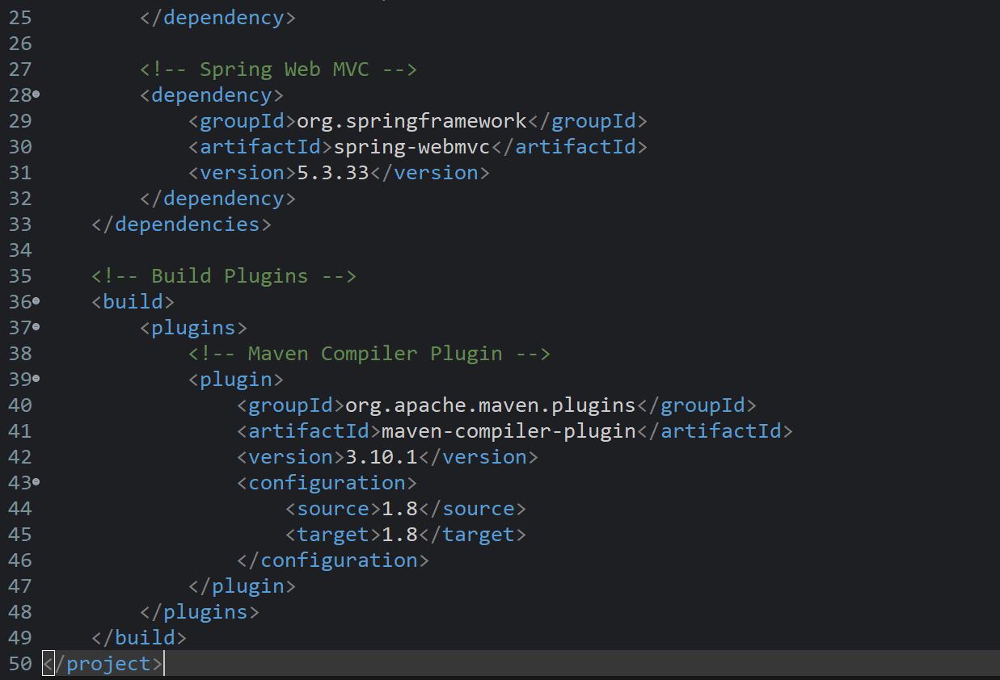 25         </dependency>
26
27         <!-- Spring Web MVC -->
28         <dependency>
29             <groupId>org.springframework</groupId>
30             <artifactId>spring-webmvc</artifactId>
31             <version>5.3.33</version>
32         </dependency>
33     </dependencies>
34
35     <!-- Build Plugins -->
36     <build>
37         <plugins>
38             <!-- Maven Compiler Plugin -->
39             <plugin>
40                 <groupId>org.apache.maven.plugins</groupId>
41                 <artifactId>maven-compiler-plugin</artifactId>
42                 <version>3.10.1</version>
43                 <configuration>
44                     <source>1.8</source>
45                     <target>1.8</target>
46                 </configuration>
47             </plugin>
48         </plugins>
49     </build>
50 </project>